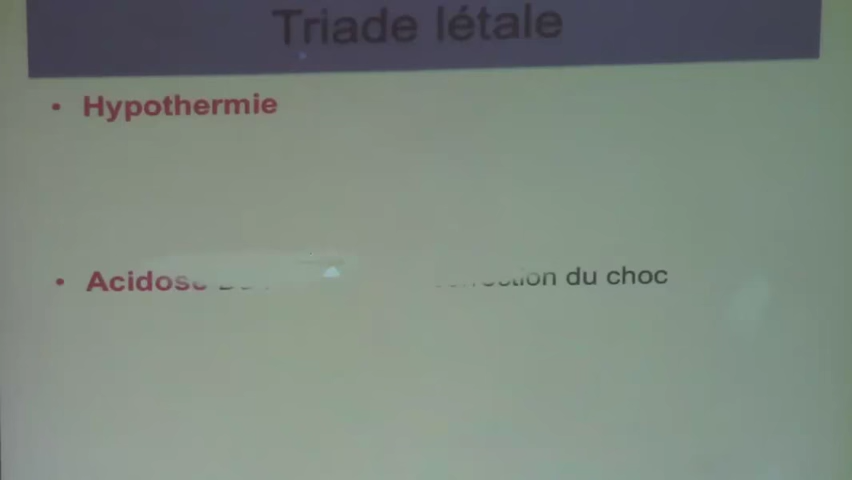 Triade létale
• Hypothermie
• Acidose du choc